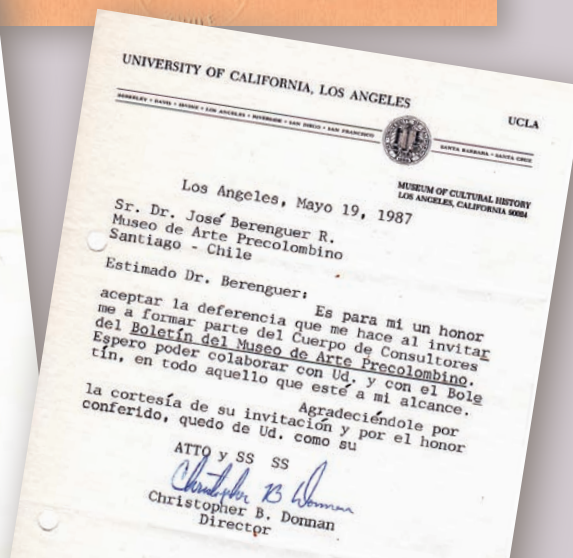 UNIVERSITY OF CALIFORNIA, LOS ANGELES
UCLA
BERKELEY • DAVIS • IRVINE • LOS ANGELES • RIVERSIDE • SAN DIEGO • SAN FRANCISCO
SANTA BARBARA • SANTA CRUZ
MUSEUM OF CULTURAL HISTORY
LOS ANGELES, CALIFORNIA 90024
Los Angeles, Mayo 19, 1987
Sr. Dr. José Berenguer R.
Museo de Arte Precolombino
Santiago - Chile
Estimado Dr. Berenguer:
Es para mi un honor
aceptar la deferencia que me hace al invitar
me a formar parte del Cuerpo de Consultores
del Boletín del Museo de Arte Precolombino.
Espero poder colaborar con Ud. y con el Bole
tín, en todo aquello que esté a mi alcance.
Agradeciéndole por
la cortesía de su invitación y por el honor
conferido, quedo de Ud. como su
ATTO y SS SS
Christopher B Donnan
Christopher B. Donnan
Director